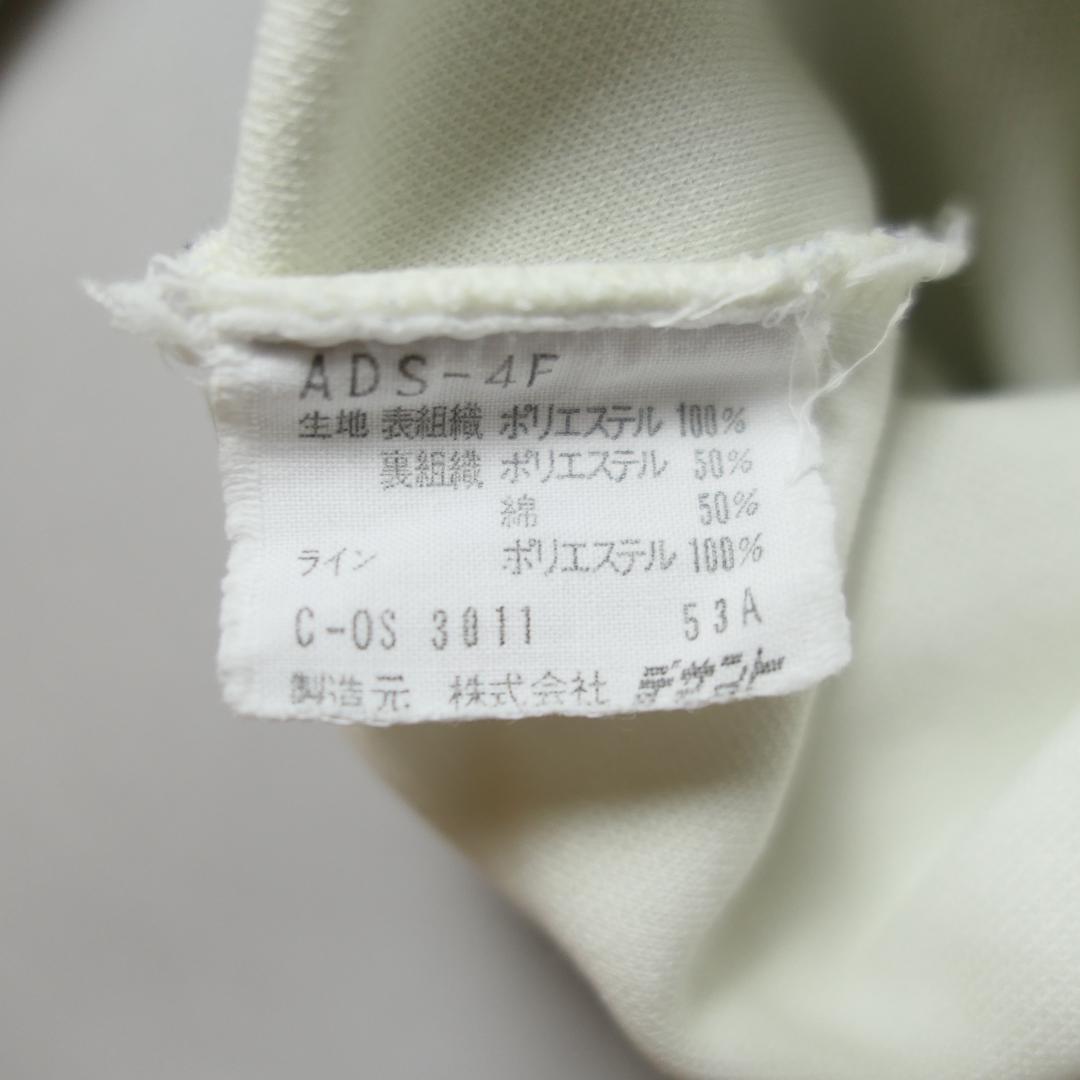 ADS-4F
生地 表組織 ポリエステル 100%
裏組織 ポリエステル 50%
綿 50%
ライン ポリエステル 100%
C-OS 3011 53A
製造元 株式会社 デサント